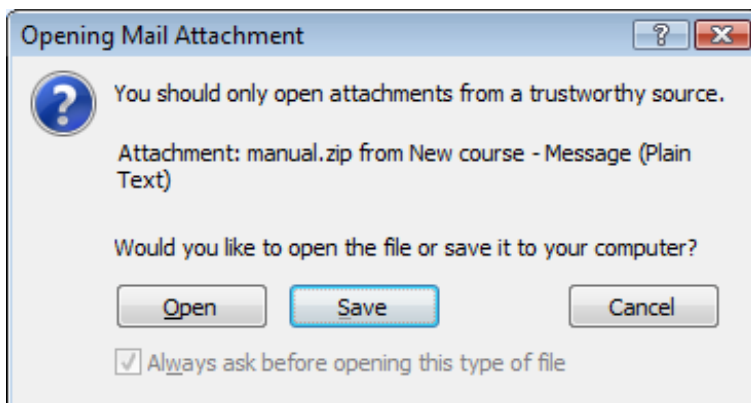 Opening Mail Attachment
You should only open attachments from a trustworthy source.
Attachment: manual.zip from New course - Message (Plain
Text)
Would you like to open the file or save it to your computer?
Open Save Cancel
Always ask before opening this type of file